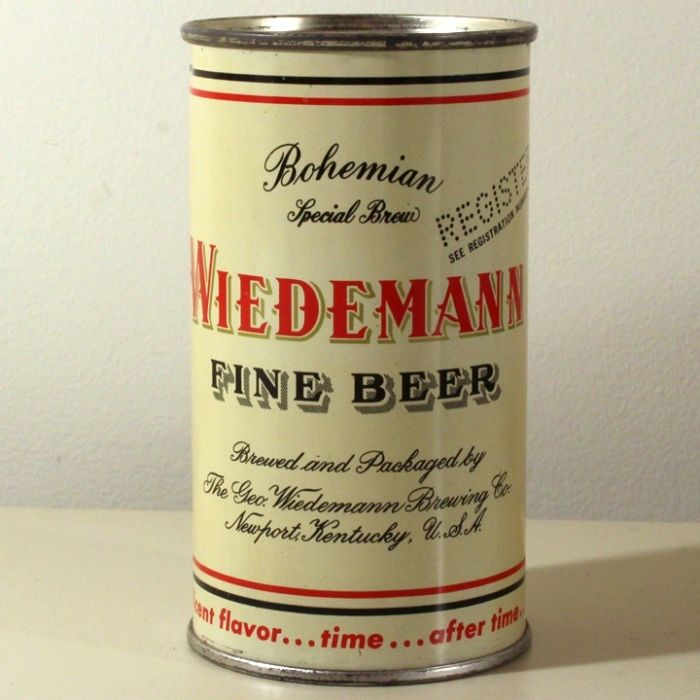 Bohemian
Special Brew
SEE REGISTRATION
WIEDEMANN
FINE BEER
Brewed and Packaged by
The Geo. Wiedemann Brewing Co.
Newport, Kentucky, U.S.A.
flavor...time...after time..